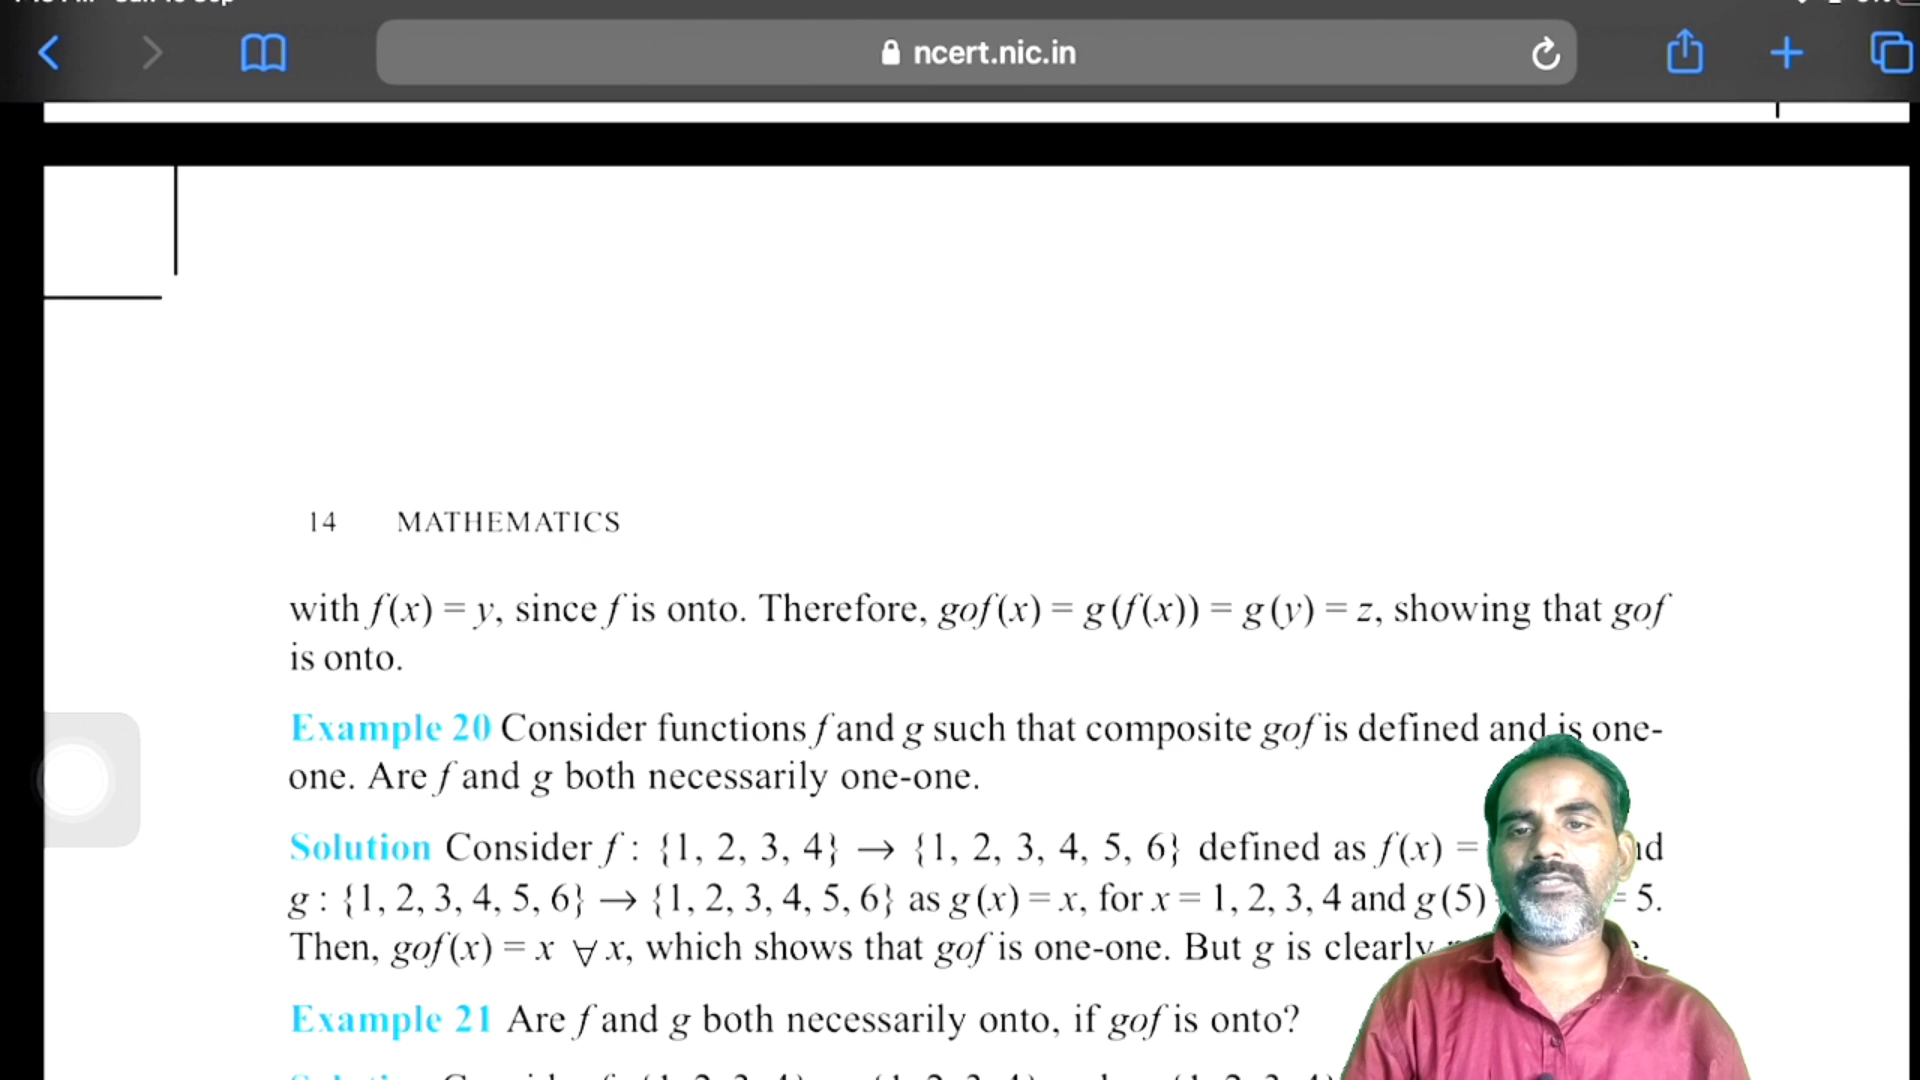 ncert.nic.in
14 MATHEMATICS
with f(x) = y, since f is onto. Therefore, gof(x) = g(f(x)) = g(y) = z, showing that gof
is onto.
Example 20 Consider functions f and g such that composite gof is defined and is one-
one. Are f and g both necessarily one-one.
Solution Consider f : {1, 2, 3, 4} → {1, 2, 3, 4, 5, 6} defined as f(x) =
g : {1, 2, 3, 4, 5, 6} → {1, 2, 3, 4, 5, 6} as g(x) = x, for x = 1, 2, 3, 4 and g(5) = 5.
Then, gof(x) = x ∀ x, which shows that gof is one-one. But g is clearly
Example 21 Are f and g both necessarily onto, if gof is onto?